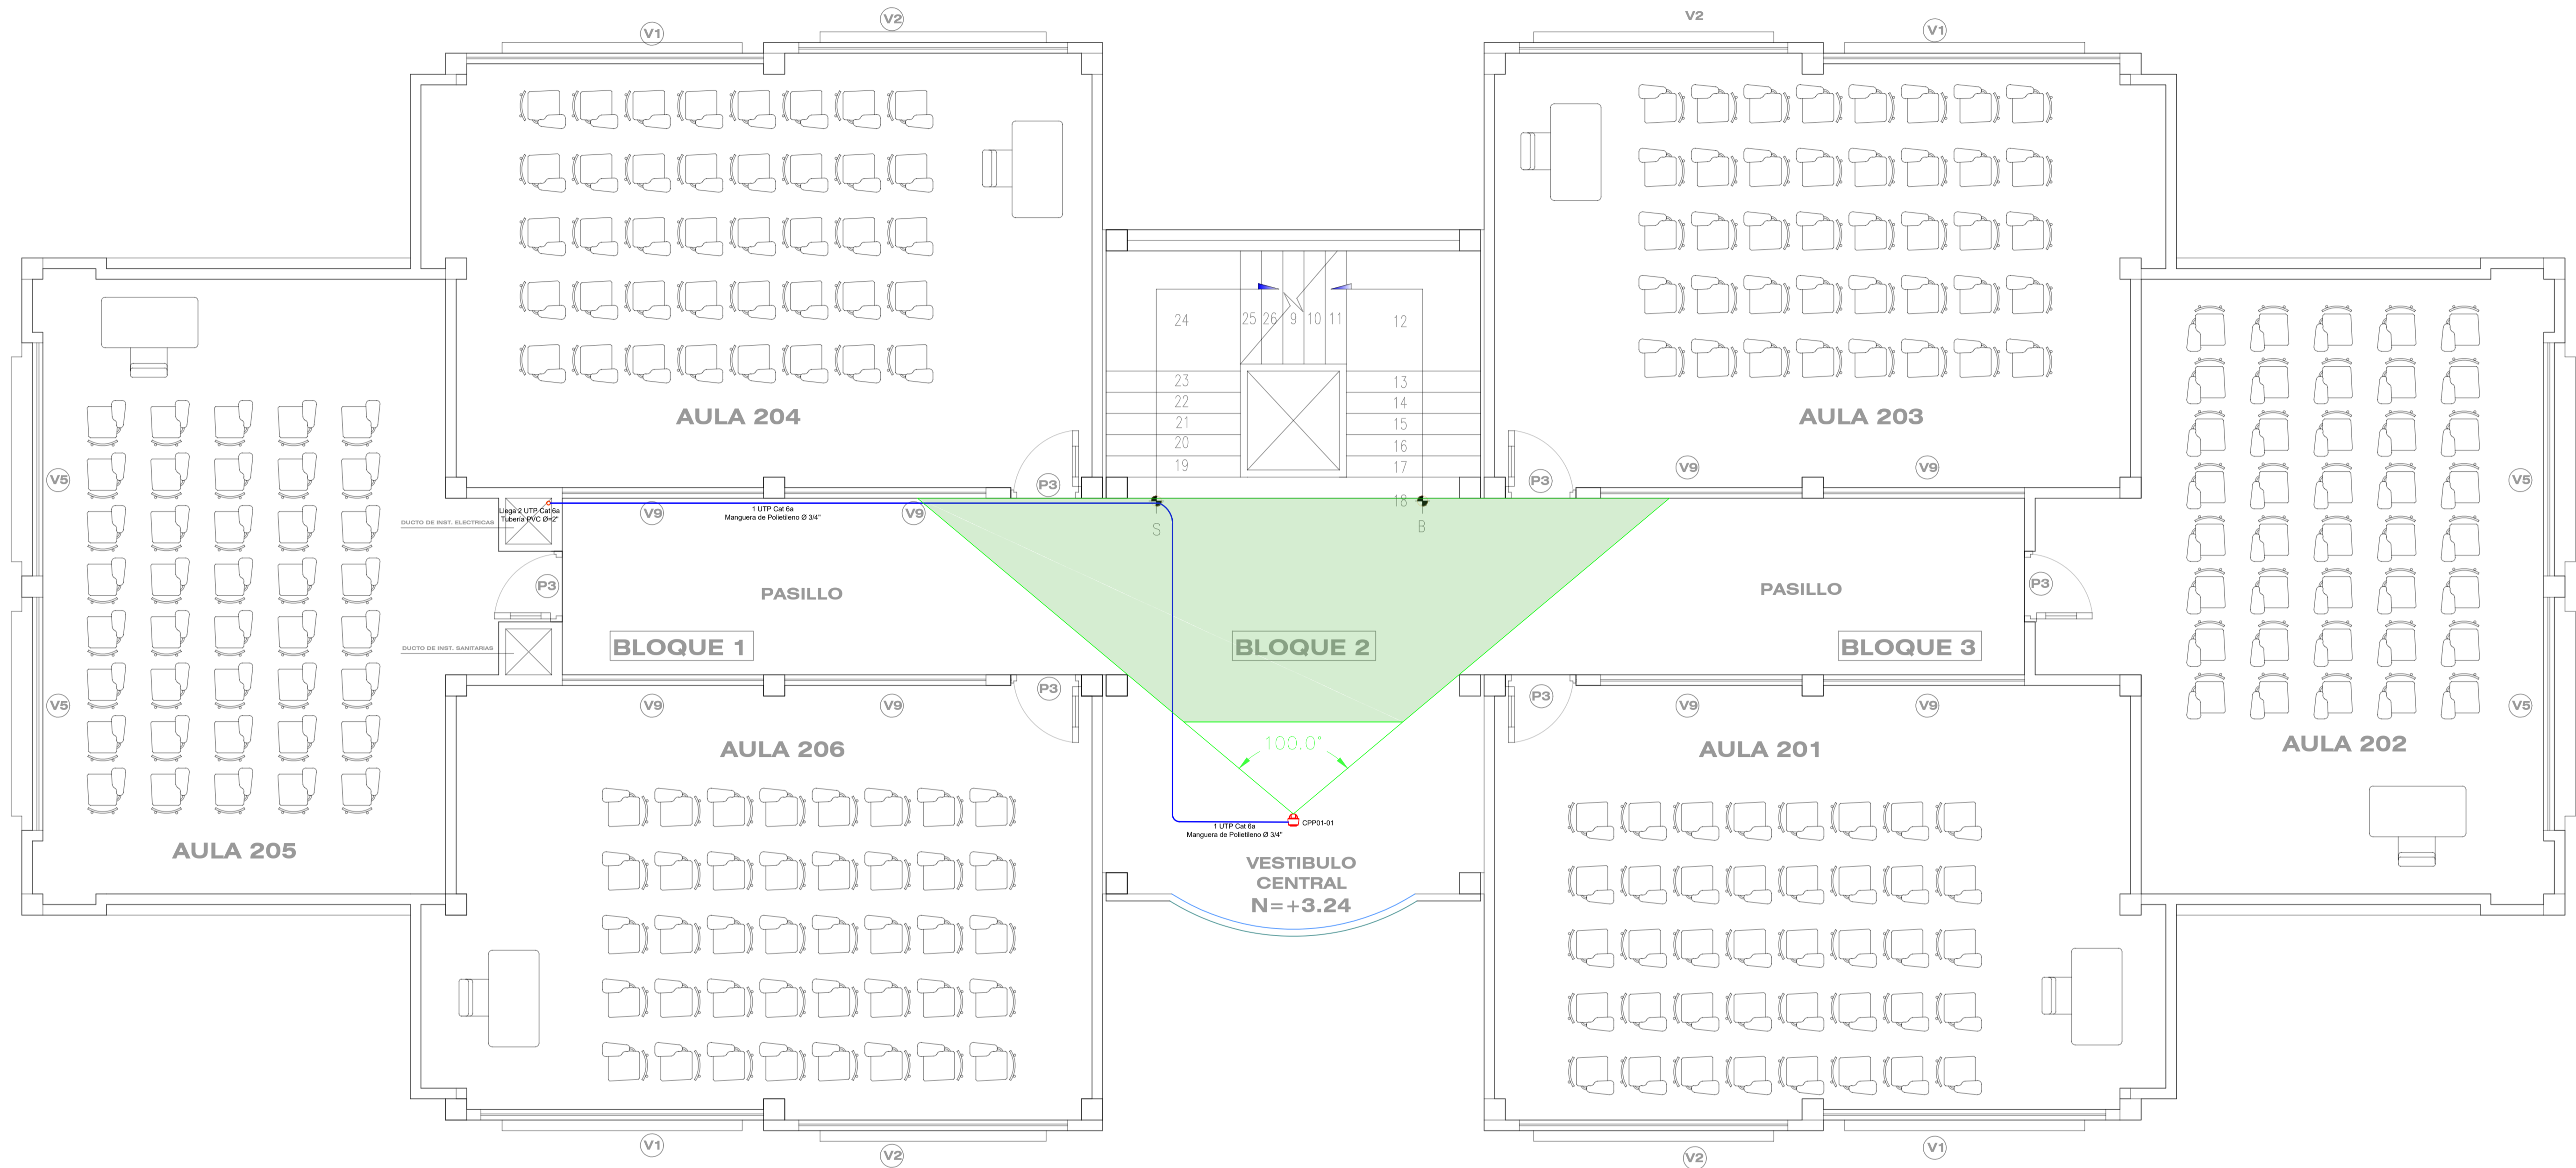 V1
V2
V2
V1
AULA 204
AULA 203
24
25
26
9
10
11
12
23
22
21
20
19
13
14
15
16
17
18
S
B
P3
P3
V5
V5
V9
V9
V9
V9
Llega 2 UTP Cat 6a
Tubería PVC Ø=2"
1 UTP Cat 6a
Manguera de Polietileno Ø 3/4"
DUCTO DE INST. ELECTRICAS
P3
PASILLO
PASILLO
P3
BLOQUE 1
BLOQUE 2
BLOQUE 3
DUCTO DE INST. SANITARIAS
P3
P3
V5
V9
V9
V9
V9
V5
AULA 206
100.0°
AULA 201
AULA 202
1 UTP Cat 6a
Manguera de Polietileno Ø 3/4"
CPP01-01
AULA 205
VESTIBULO
CENTRAL
N=+3.24
V1
V2
V2
V1